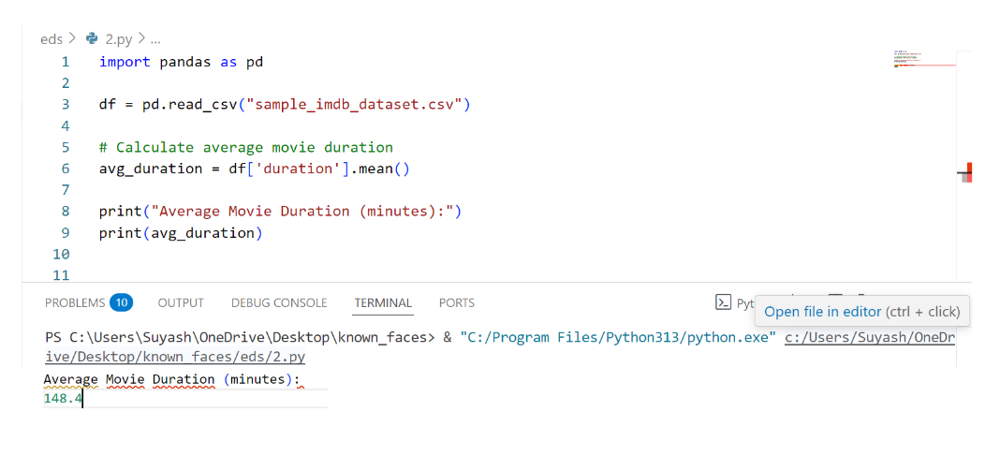 eds > 2.py > ...
1 import pandas as pd
2
3 df = pd.read_csv("sample_imdb_dataset.csv")
4
5 # Calculate average movie duration
6 avg_duration = df['duration'].mean()
7
8 print("Average Movie Duration (minutes):")
9 print(avg_duration)
10
11
PROBLEMS 10 OUTPUT DEBUG CONSOLE TERMINAL PORTS
Open file in editor (ctrl + click)
PS C:\Users\Suyash\OneDrive\Desktop\known_faces> & "C:/Program Files/Python313/python.exe" c:/Users/Suyash/OneDr
ive/Desktop/known_faces/eds/2.py
Average Movie Duration (minutes):
148.4